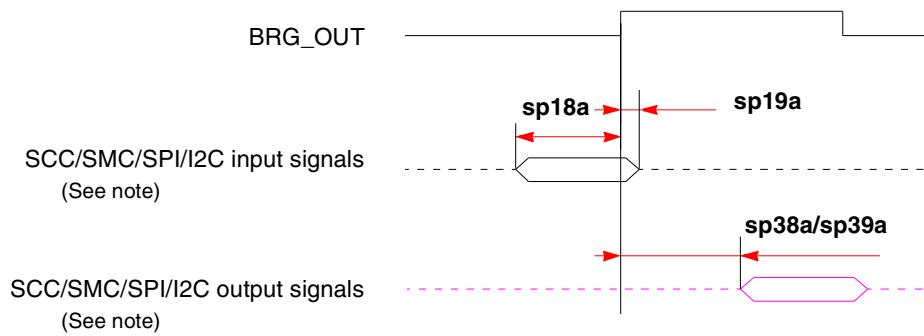 BRG_OUT
sp18a
sp19a
SCC/SMC/SPI/I2C input signals
(See note)
sp38a/sp39a
SCC/SMC/SPI/I2C output signals
(See note)